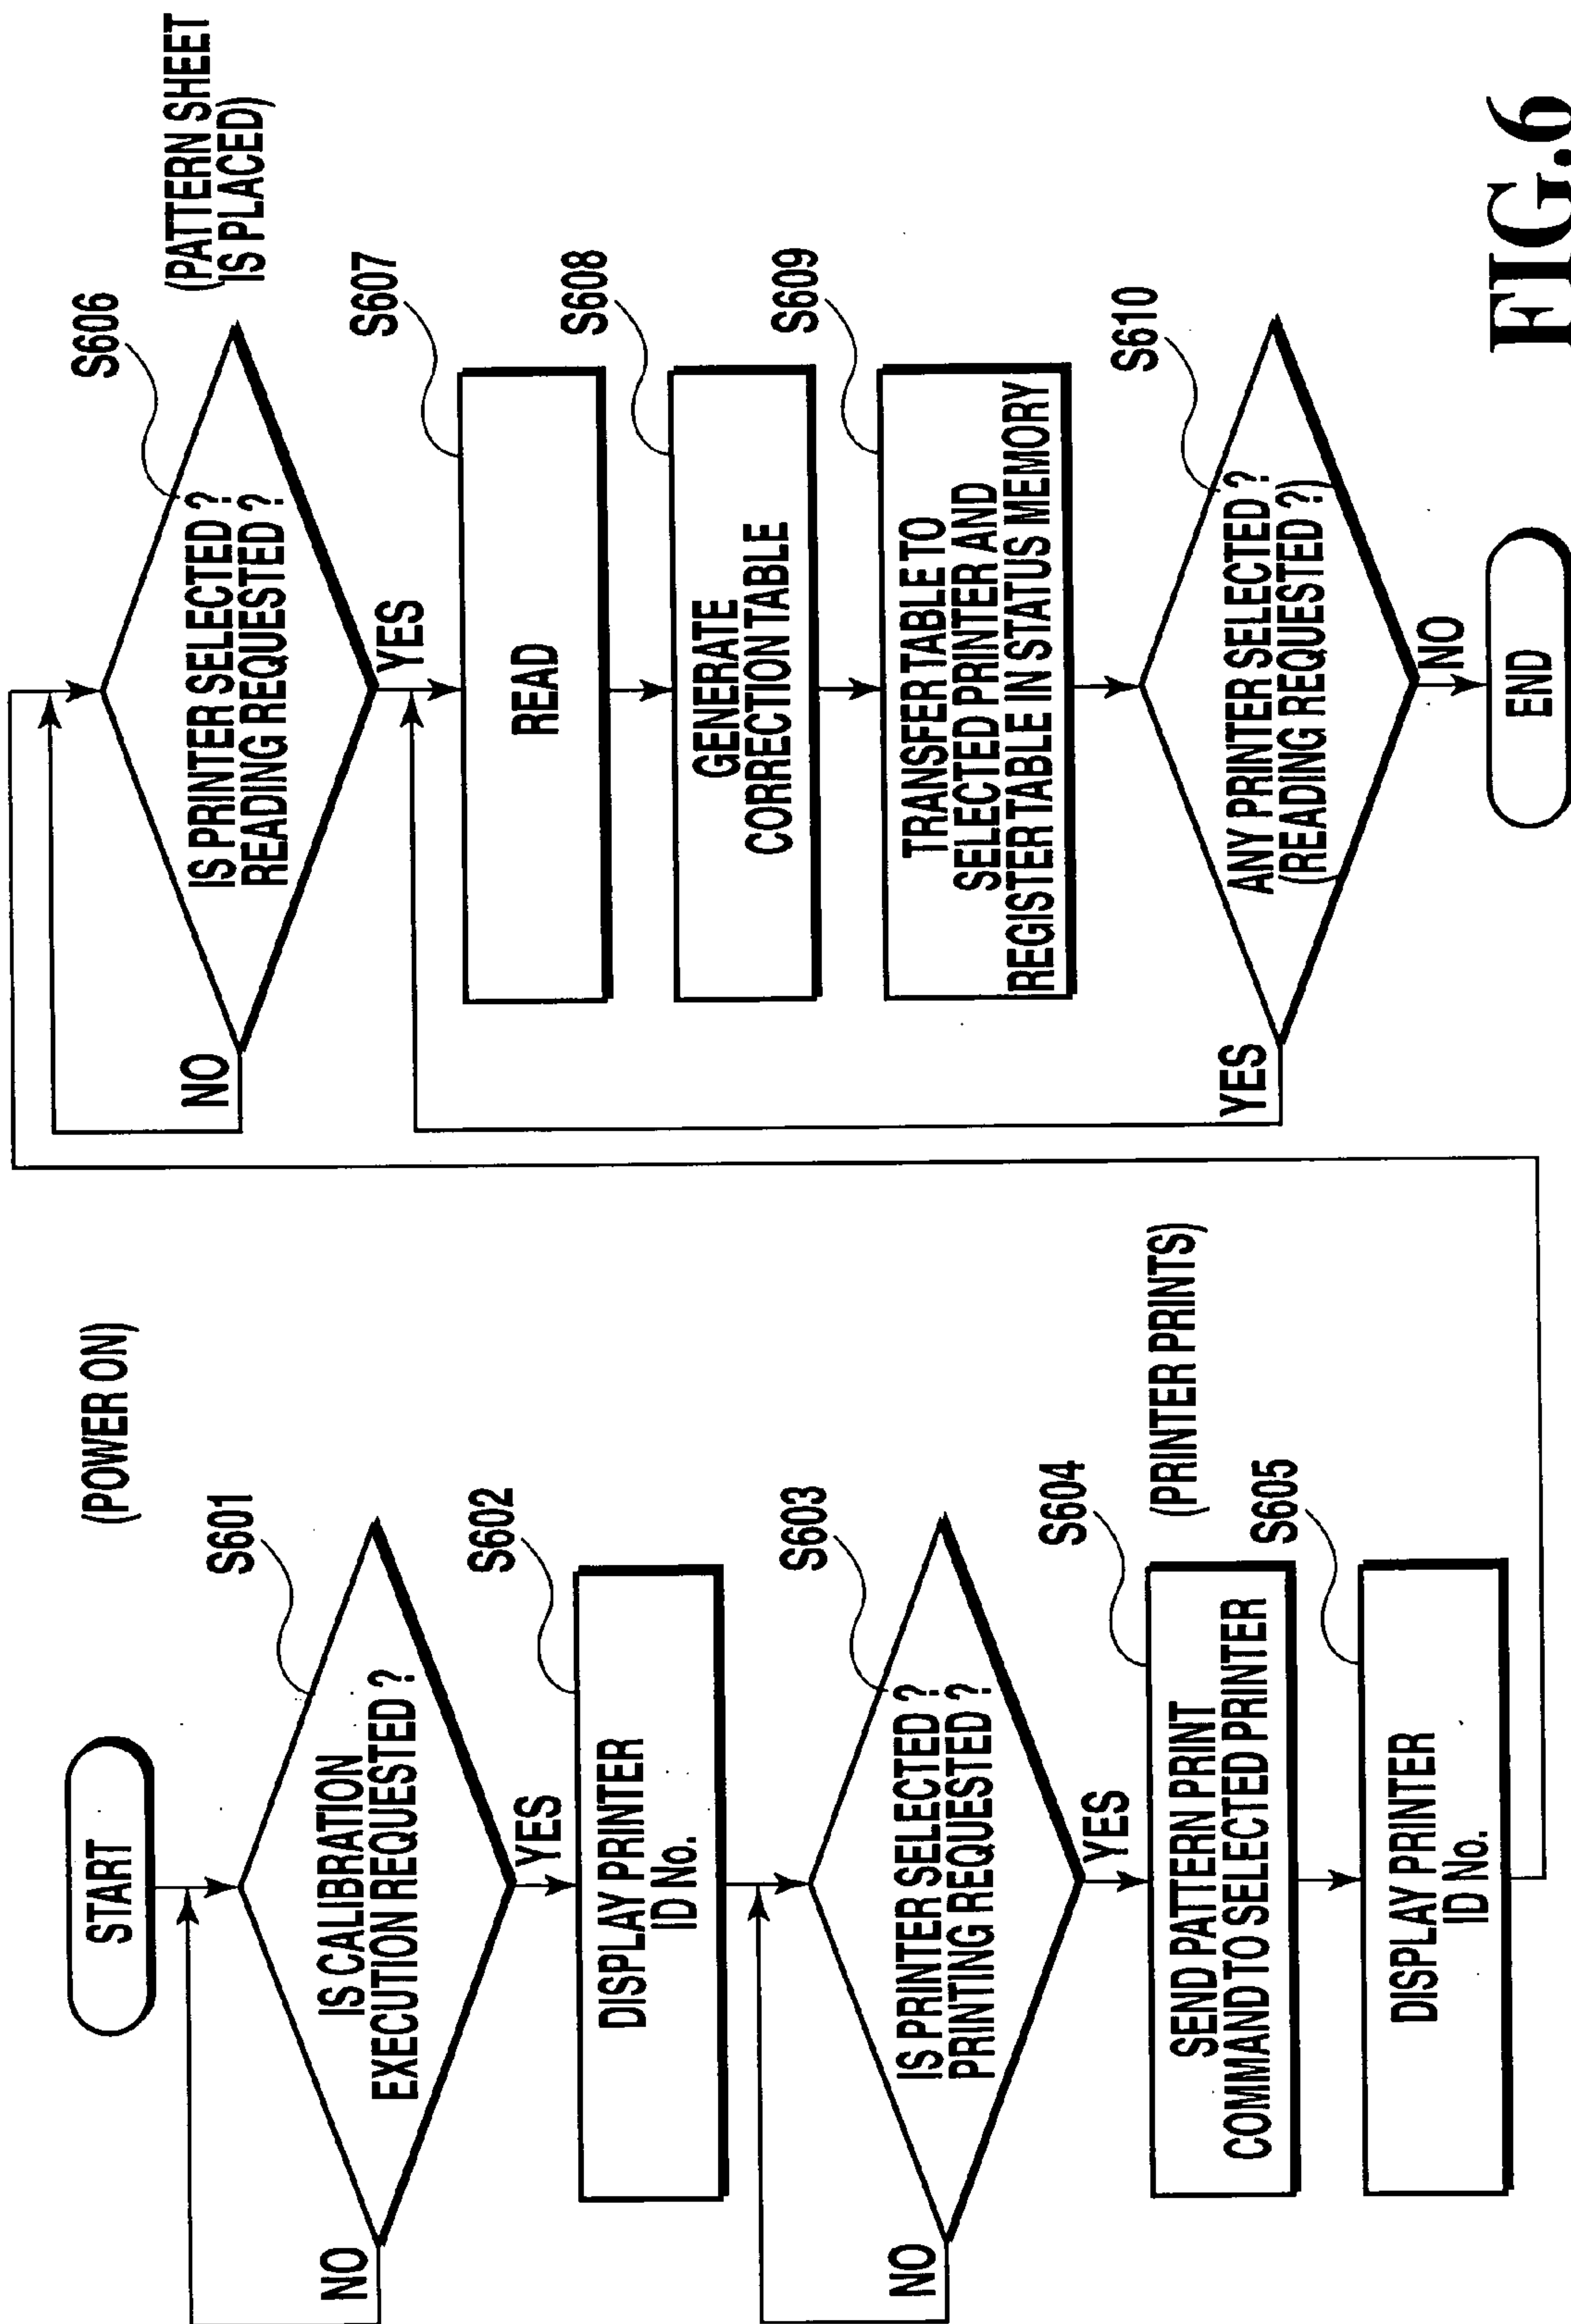 (POWER ON)
START
S601
IS CALIBRATION
EXECUTION REQUESTED ?
NO
YES
S602
DISPLAY PRINTER
ID No.
S603
IS PRINTER SELECTED ?
PRINTING REQUESTED ?
NO
YES
S604
(PRINTER PRINTS)
SEND PATTERN PRINT
COMMAND TO SELECTED PRINTER
S605
DISPLAY PRINTER
ID No.
(PATTERN SHEET
IS PLACED)
S606
IS PRINTER SELECTED ?
READING REQUESTED ?
NO
YES
S607
READ
S608
GENERATE
CORRECTION TABLE
S609
TRANSFER TABLE TO
SELECTED PRINTER AND
REGISTER TABLE IN STATUS MEMORY
S610
ANY PRINTER SELECTED ?
(READING REQUESTED ?)
YES
NO
END
FIG.6